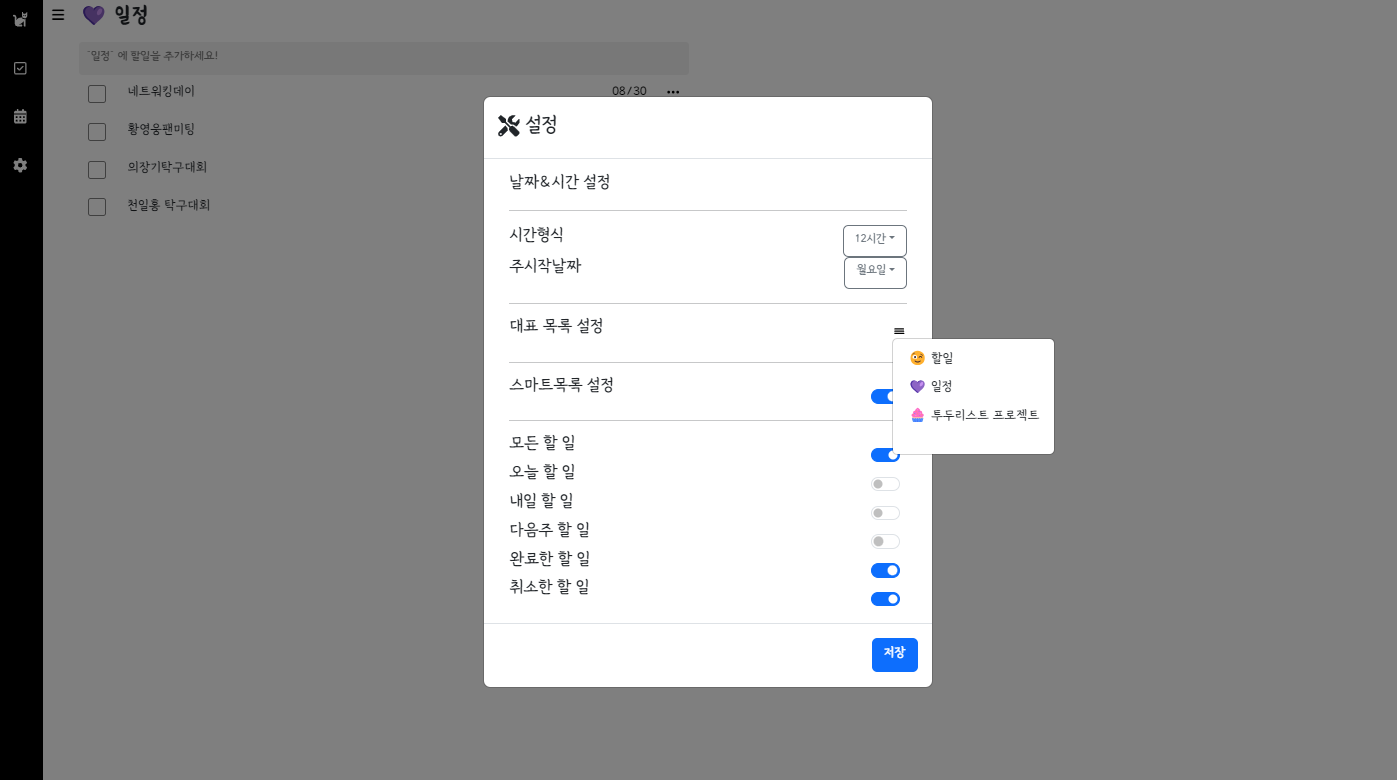 일정
"일정" 에 할일을 추가하세요!
네트워킹데이 08/30
황영웅팬미팅
의장기탁구대회
천일홍 탁구대회
설정
날짜&시간 설정
시간형식 12시간
주시작날짜 월요일
대표 목록 설정
할일
일정
투두리스트 프로젝트
스마트목록 설정
모든 할 일
오늘 할 일
내일 할 일
다음주 할 일
완료한 할 일
취소한 할 일
저장